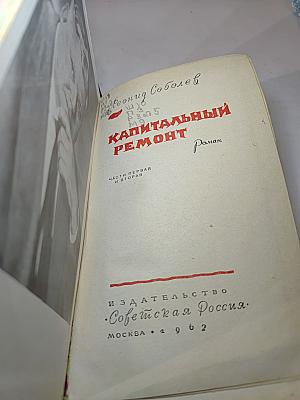 Леонид Соболев
КАПИТАЛЬНЫЙ
РЕМОНТ
Роман
ЧАСТИ ПЕРВАЯ
И ВТОРАЯ
ИЗДАТЕЛЬСТВО
«Советская Россия»
МОСКВА • 1962